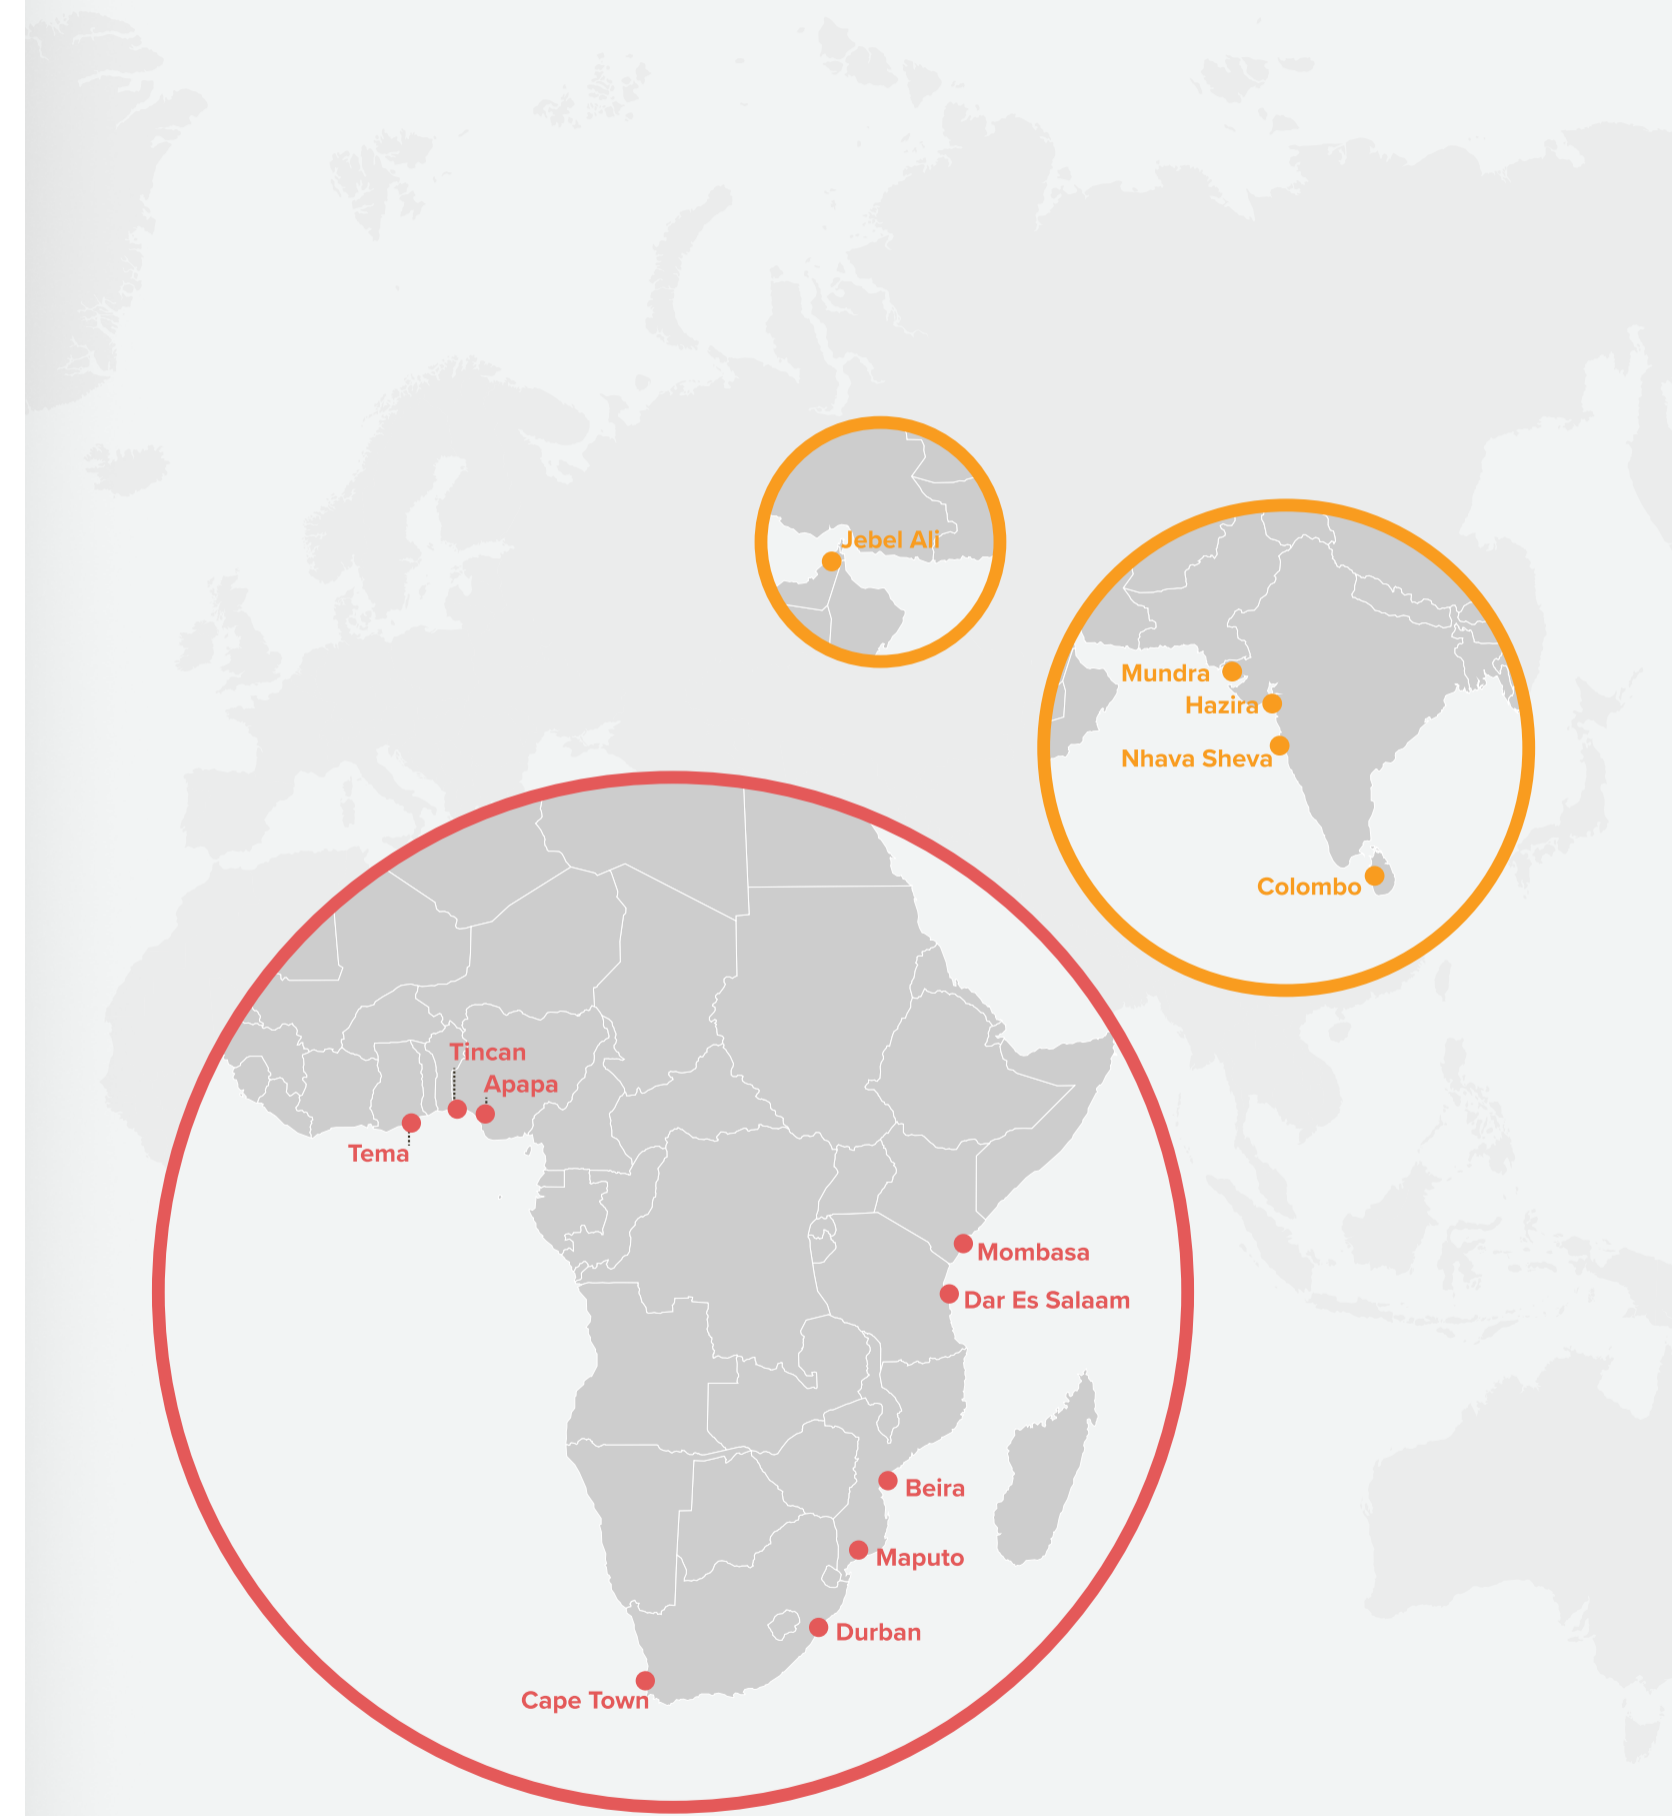 Jebel Ali
Mundra
Hazira
Nhava Sheva
Colombo
Tincan
Apapa
Tema
Mombasa
Dar Es Salaam
Beira
Maputo
Durban
Cape Town